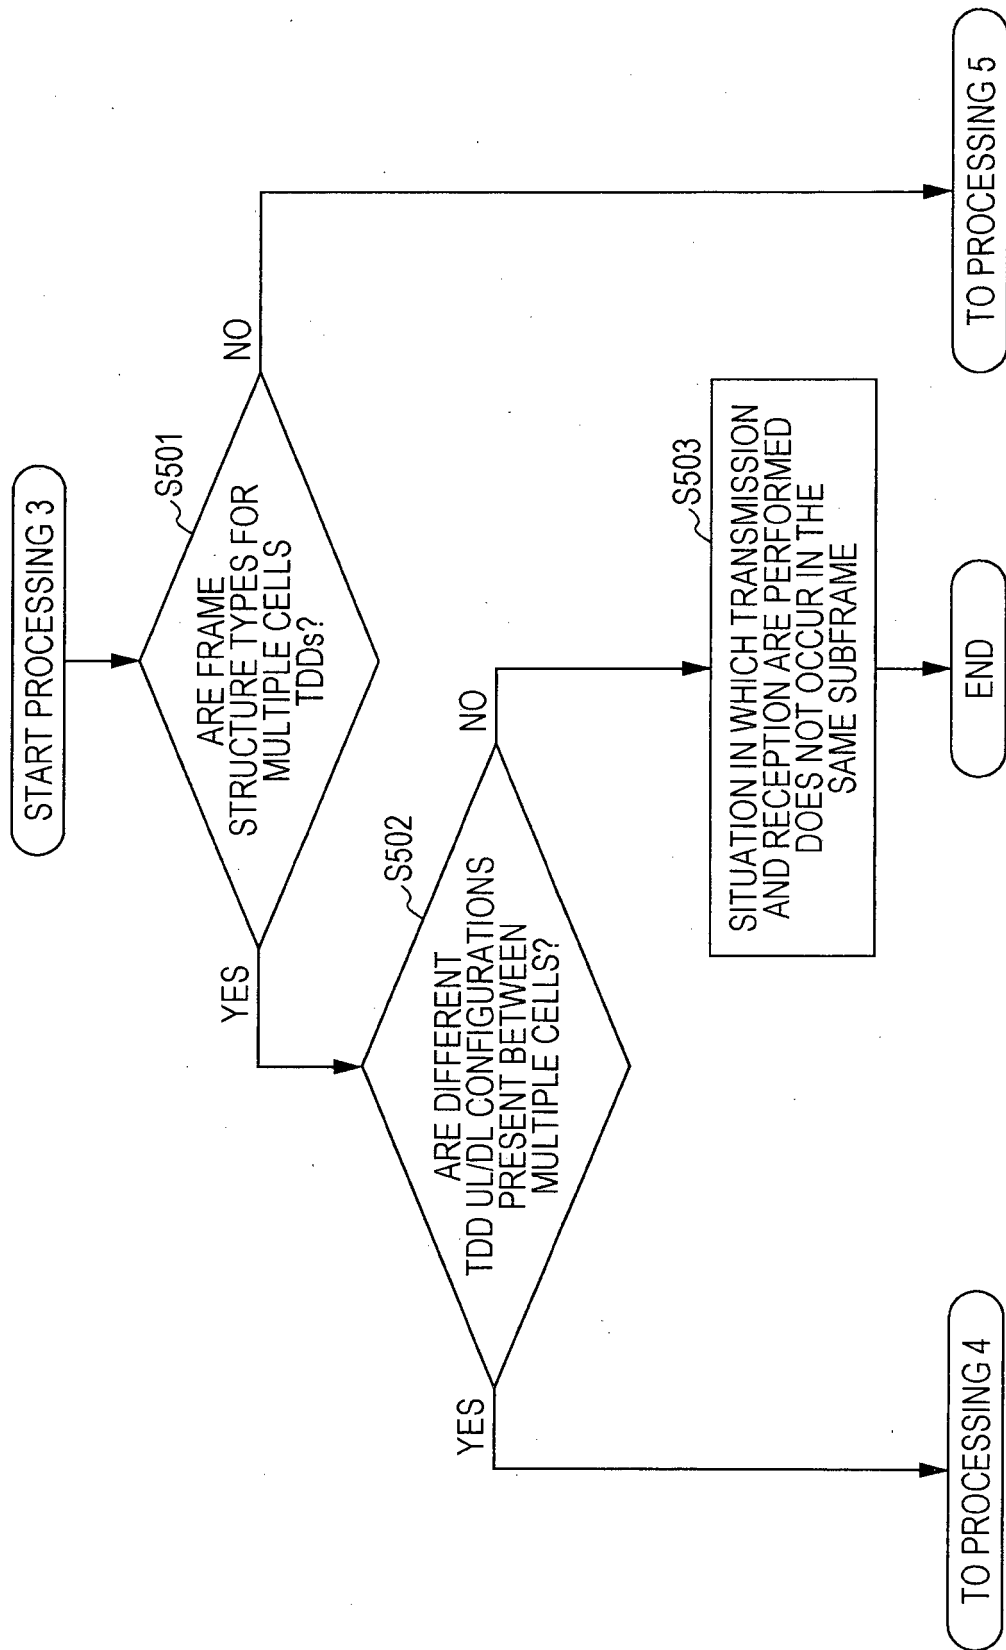 START PROCESSING 3
S501
ARE FRAME
STRUCTURE TYPES FOR
MULTIPLE CELLS
TDDs?
YES
NO
S502
ARE DIFFERENT
TDD UL/DL CONFIGURATIONS
PRESENT BETWEEN
MULTIPLE CELLS?
YES
NO
S503
SITUATION IN WHICH TRANSMISSION
AND RECEPTION ARE PERFORMED
DOES NOT OCCUR IN THE
SAME SUBFRAME
TO PROCESSING 4
END
TO PROCESSING 5